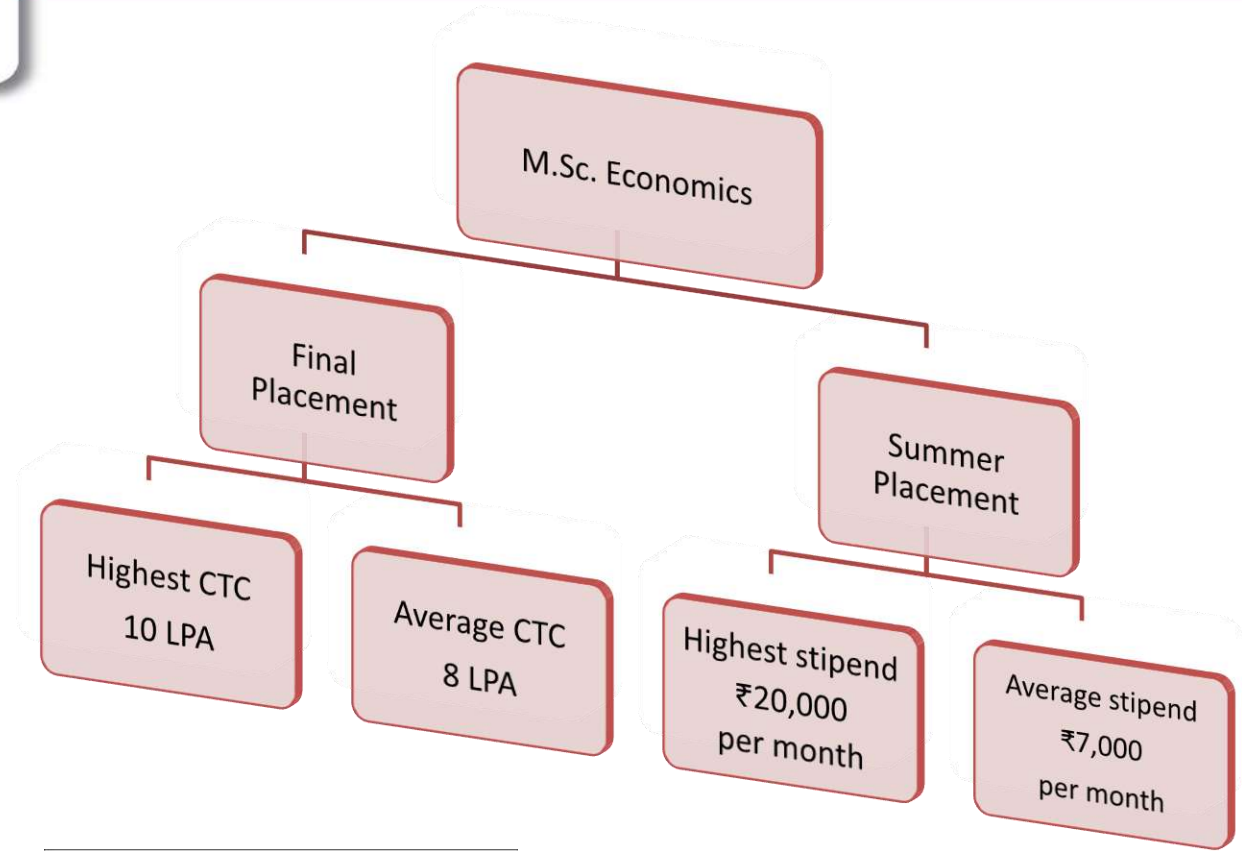 M.Sc. Economics
Final
Placement
Summer
Placement
Highest CTC
10 LPA
Average CTC
8 LPA
Highest stipend
₹20,000
per month
Average stipend
₹7,000
per month